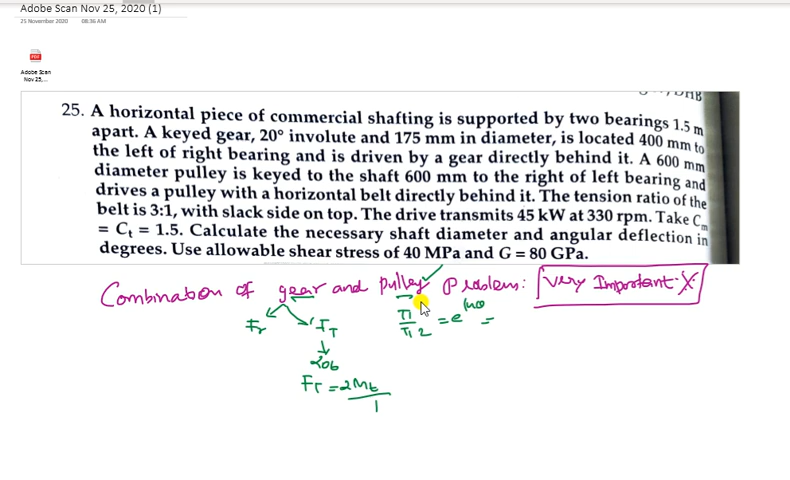 Adobe Scan Nov 25, 2020 (1)
25 November 2020 08:36 AM
PDF
Adobe Scan
Nov 25,...
25. A horizontal piece of commercial shafting is supported by two bearings 1.5 m
apart. A keyed gear, 20° involute and 175 mm in diameter, is located 400 mm to
the left of right bearing and is driven by a gear directly behind it. A 600 mm
diameter pulley is keyed to the shaft 600 mm to the right of left bearing and
drives a pulley with a horizontal belt directly behind it. The tension ratio of the
belt is 3:1, with slack side on top. The drive transmits 45 kW at 330 rpm. Take Cm
= Ct = 1.5. Calculate the necessary shaft diameter and angular deflection in
degrees. Use allowable shear stress of 40 MPa and G = 80 GPa.
Combination of gear and pulley Problems: Very Important X
Fr FT T1/T2 = e^μθ =
FT = 2Mt